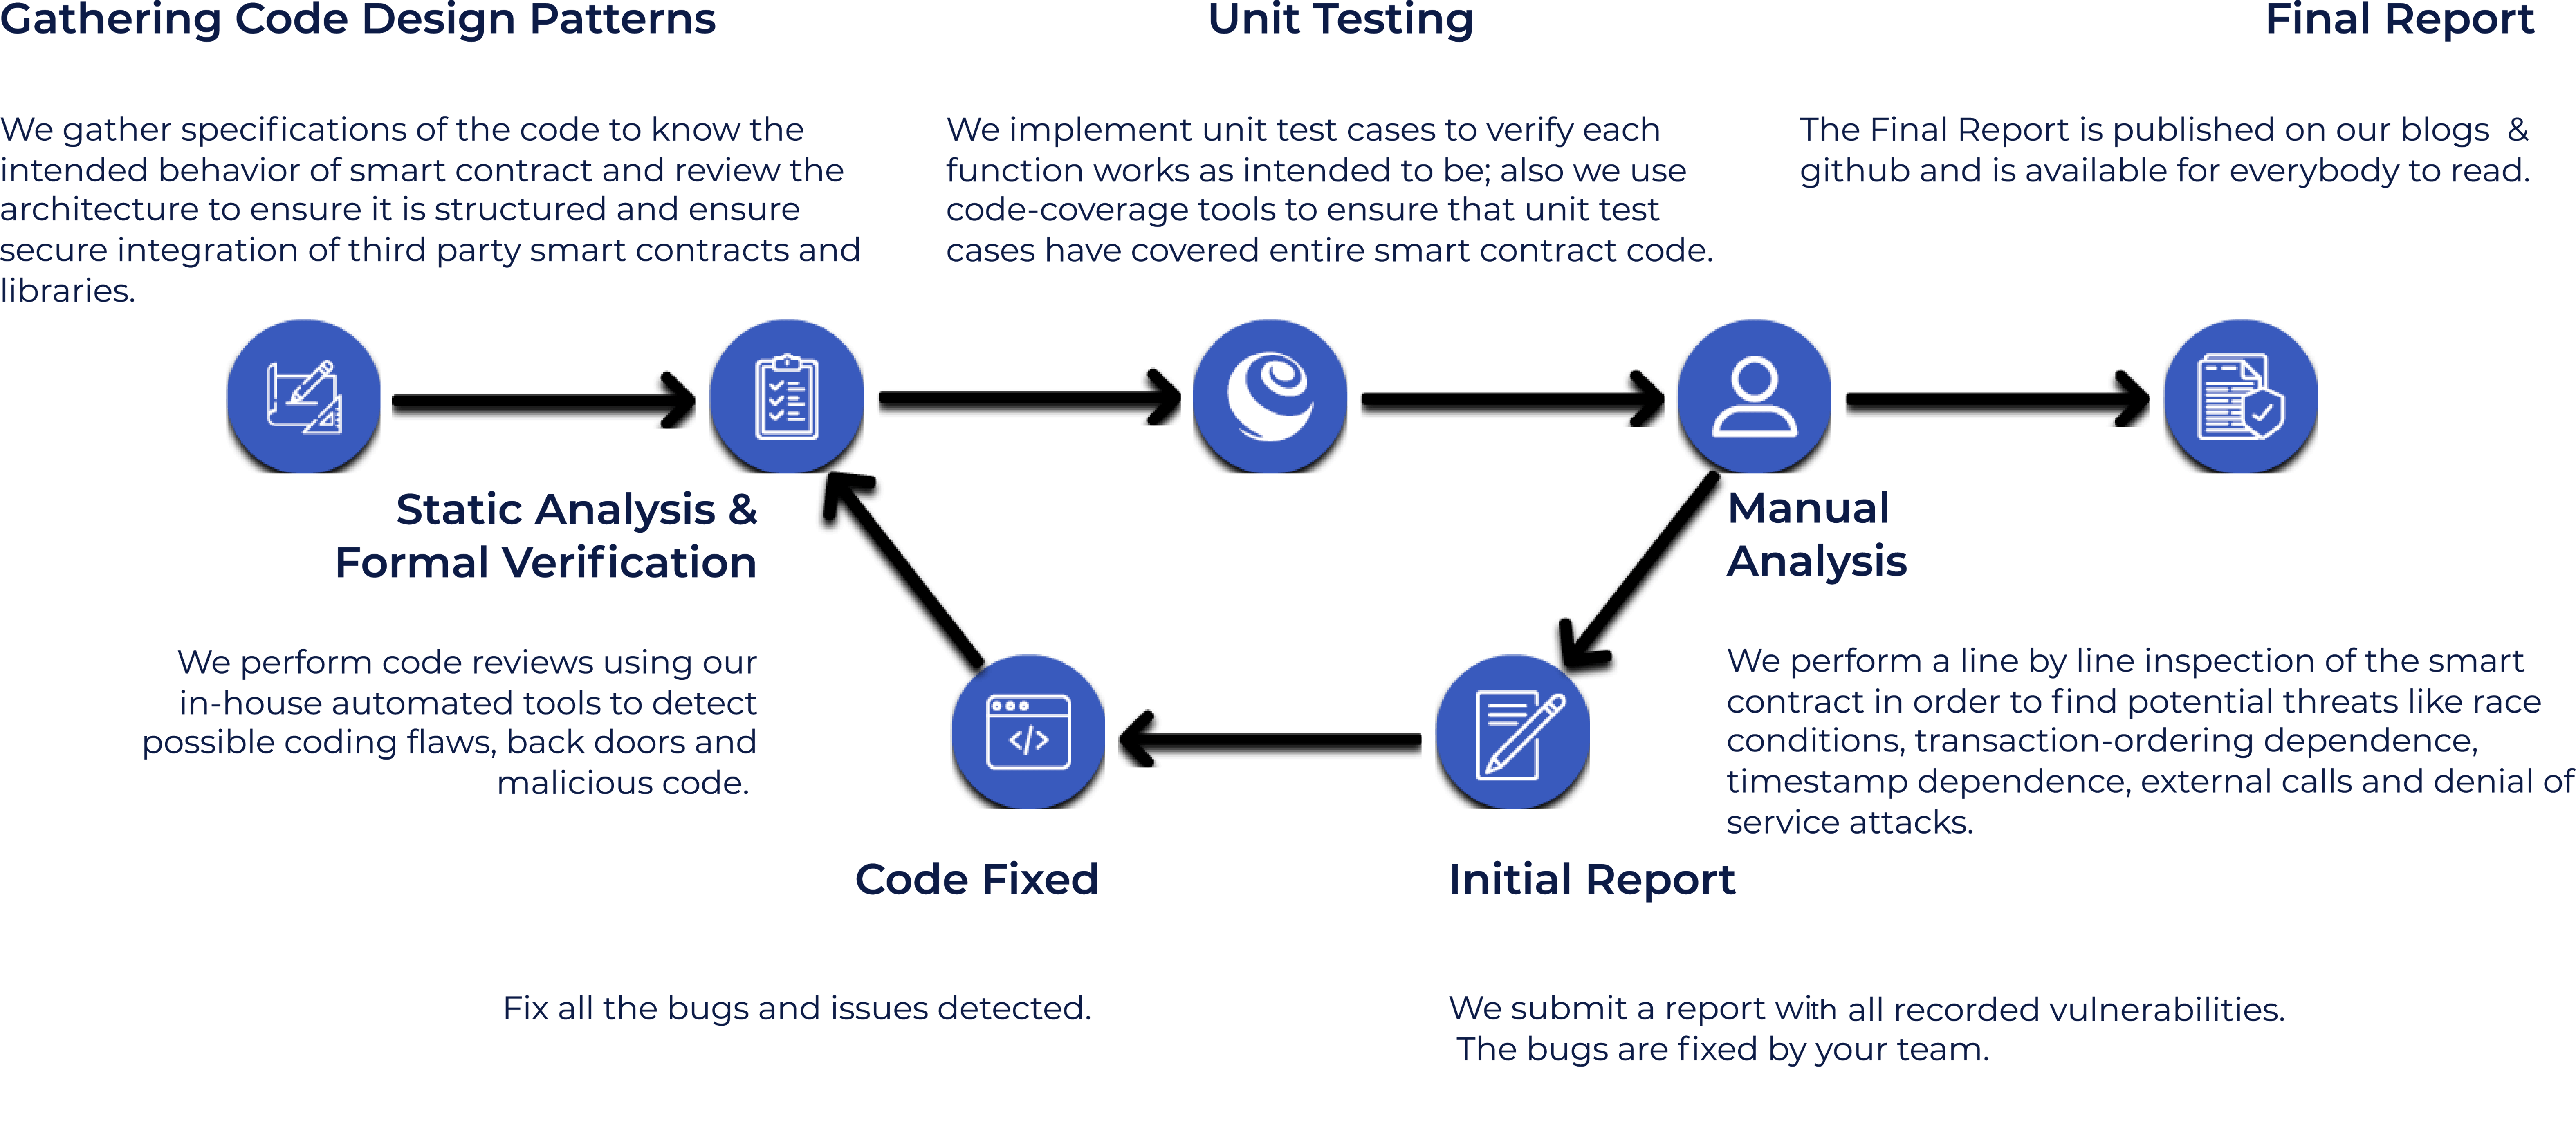 Gathering Code Design Patterns
We gather specifications of the code to know the
intended behavior of smart contract and review the
architecture to ensure it is structured and ensure
secure integration of third party smart contracts and
libraries.
Unit Testing
We implement unit test cases to verify each
function works as intended to be; also we use
code-coverage tools to ensure that unit test
cases have covered entire smart contract code.
Final Report
The Final Report is published on our blogs &
github and is available for everybody to read.
Static Analysis &
Formal Verification
We perform code reviews using our
in-house automated tools to detect
possible coding flaws, back doors and
malicious code.
Manual
Analysis
We perform a line by line inspection of the smart
contract in order to find potential threats like race
conditions, transaction-ordering dependence,
timestamp dependence, external calls and denial of
service attacks.
</>
Code Fixed
Fix all the bugs and issues detected.
Initial Report
We submit a report with all recorded vulnerabilities.
The bugs are fixed by your team.